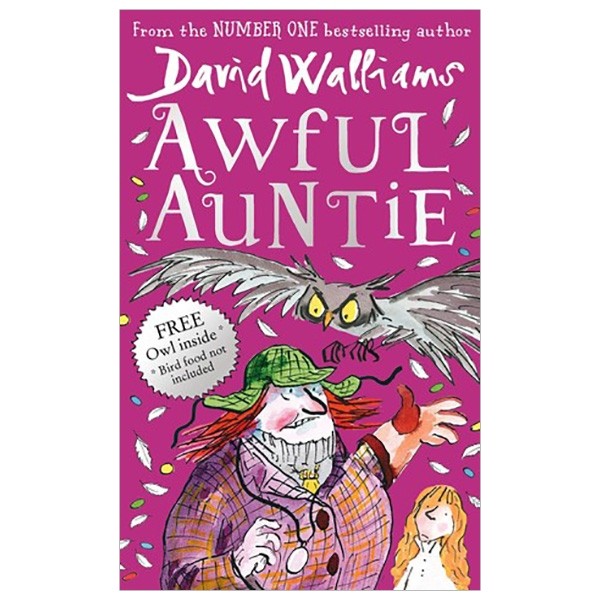 From the NUMBER ONE bestselling author
David Walliams
AWFUL
AUNTiE
FREE
Owl inside *
* Bird food not
included